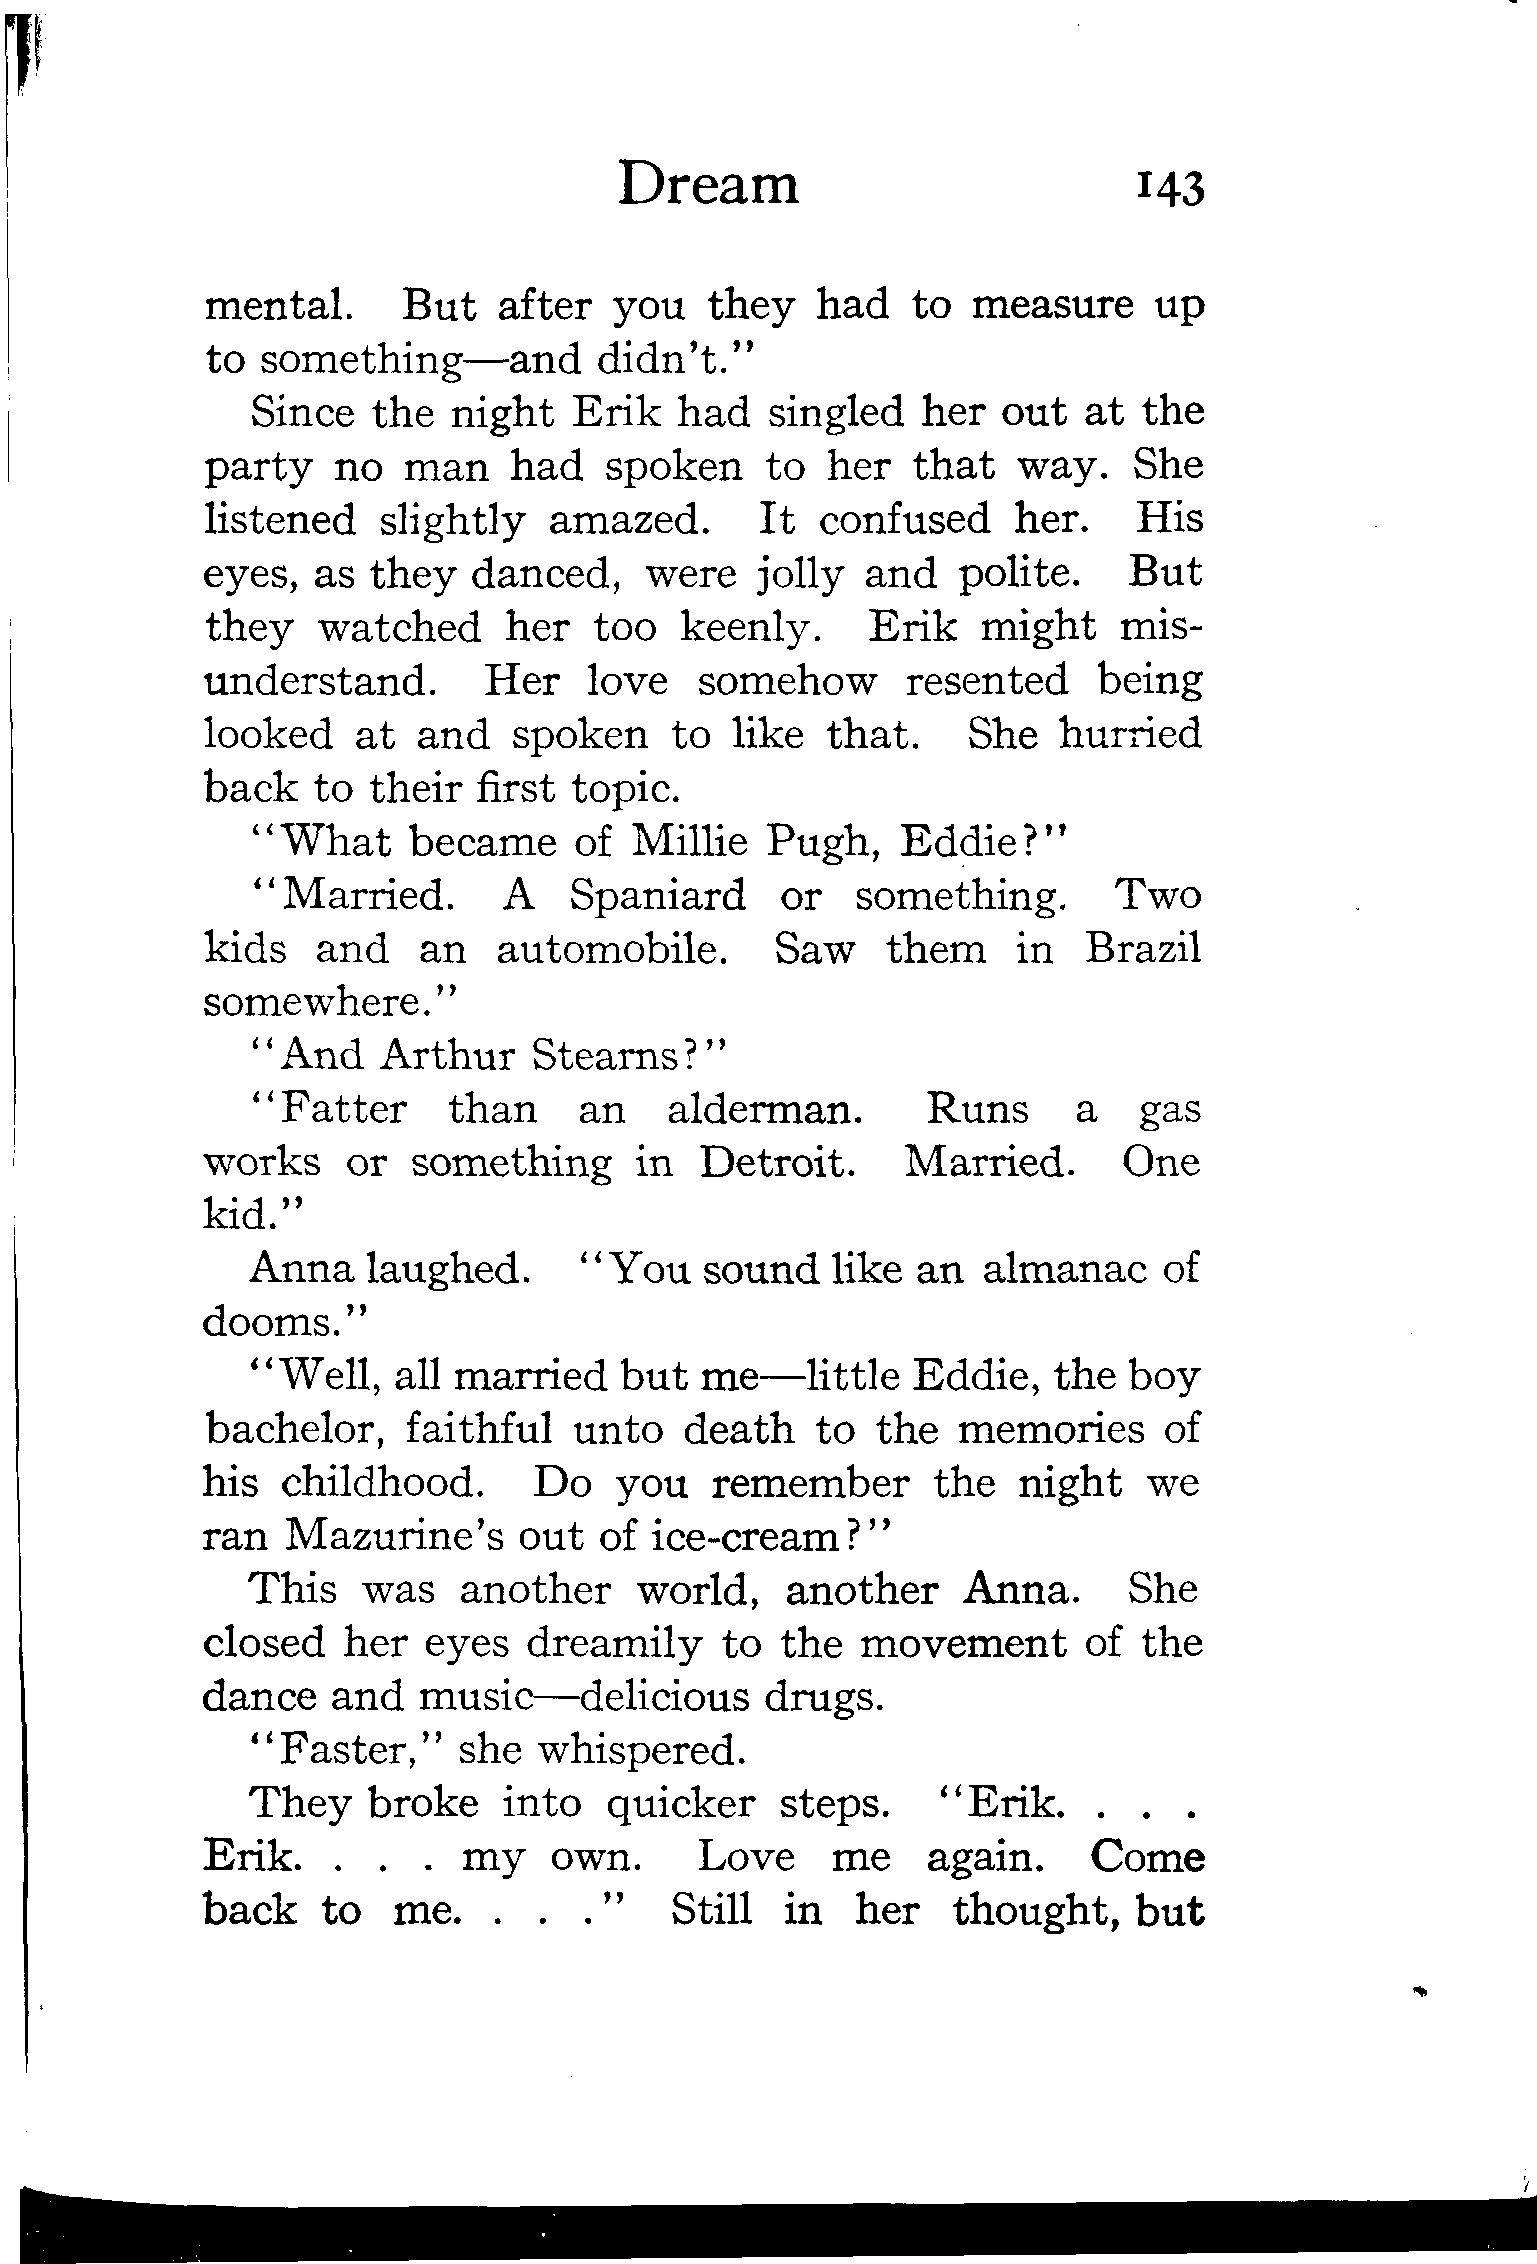 Dream 143
mental. But after you they had to measure up
to something—and didn't."
Since the night Erik had singled her out at the
party no man had spoken to her that way. She
listened slightly amazed. It confused her. His
eyes, as they danced, were jolly and polite. But
they watched her too keenly. Erik might mis-
understand. Her love somehow resented being
looked at and spoken to like that. She hurried
back to their first topic.
"What became of Millie Pugh, Eddie?"
"Married. A Spaniard or something. Two
kids and an automobile. Saw them in Brazil
somewhere."
"And Arthur Stearns?"
"Fatter than an alderman. Runs a gas
works or something in Detroit. Married. One
kid."
Anna laughed. "You sound like an almanac of
dooms."
"Well, all married but me—little Eddie, the boy
bachelor, faithful unto death to the memories of
his childhood. Do you remember the night we
ran Mazurine's out of ice-cream?"
This was another world, another Anna. She
closed her eyes dreamily to the movement of the
dance and music—delicious drugs.
"Faster," she whispered.
They broke into quicker steps. "Erik. . . .
Erik. . . . my own. Love me again. Come
back to me. . . ." Still in her thought, but